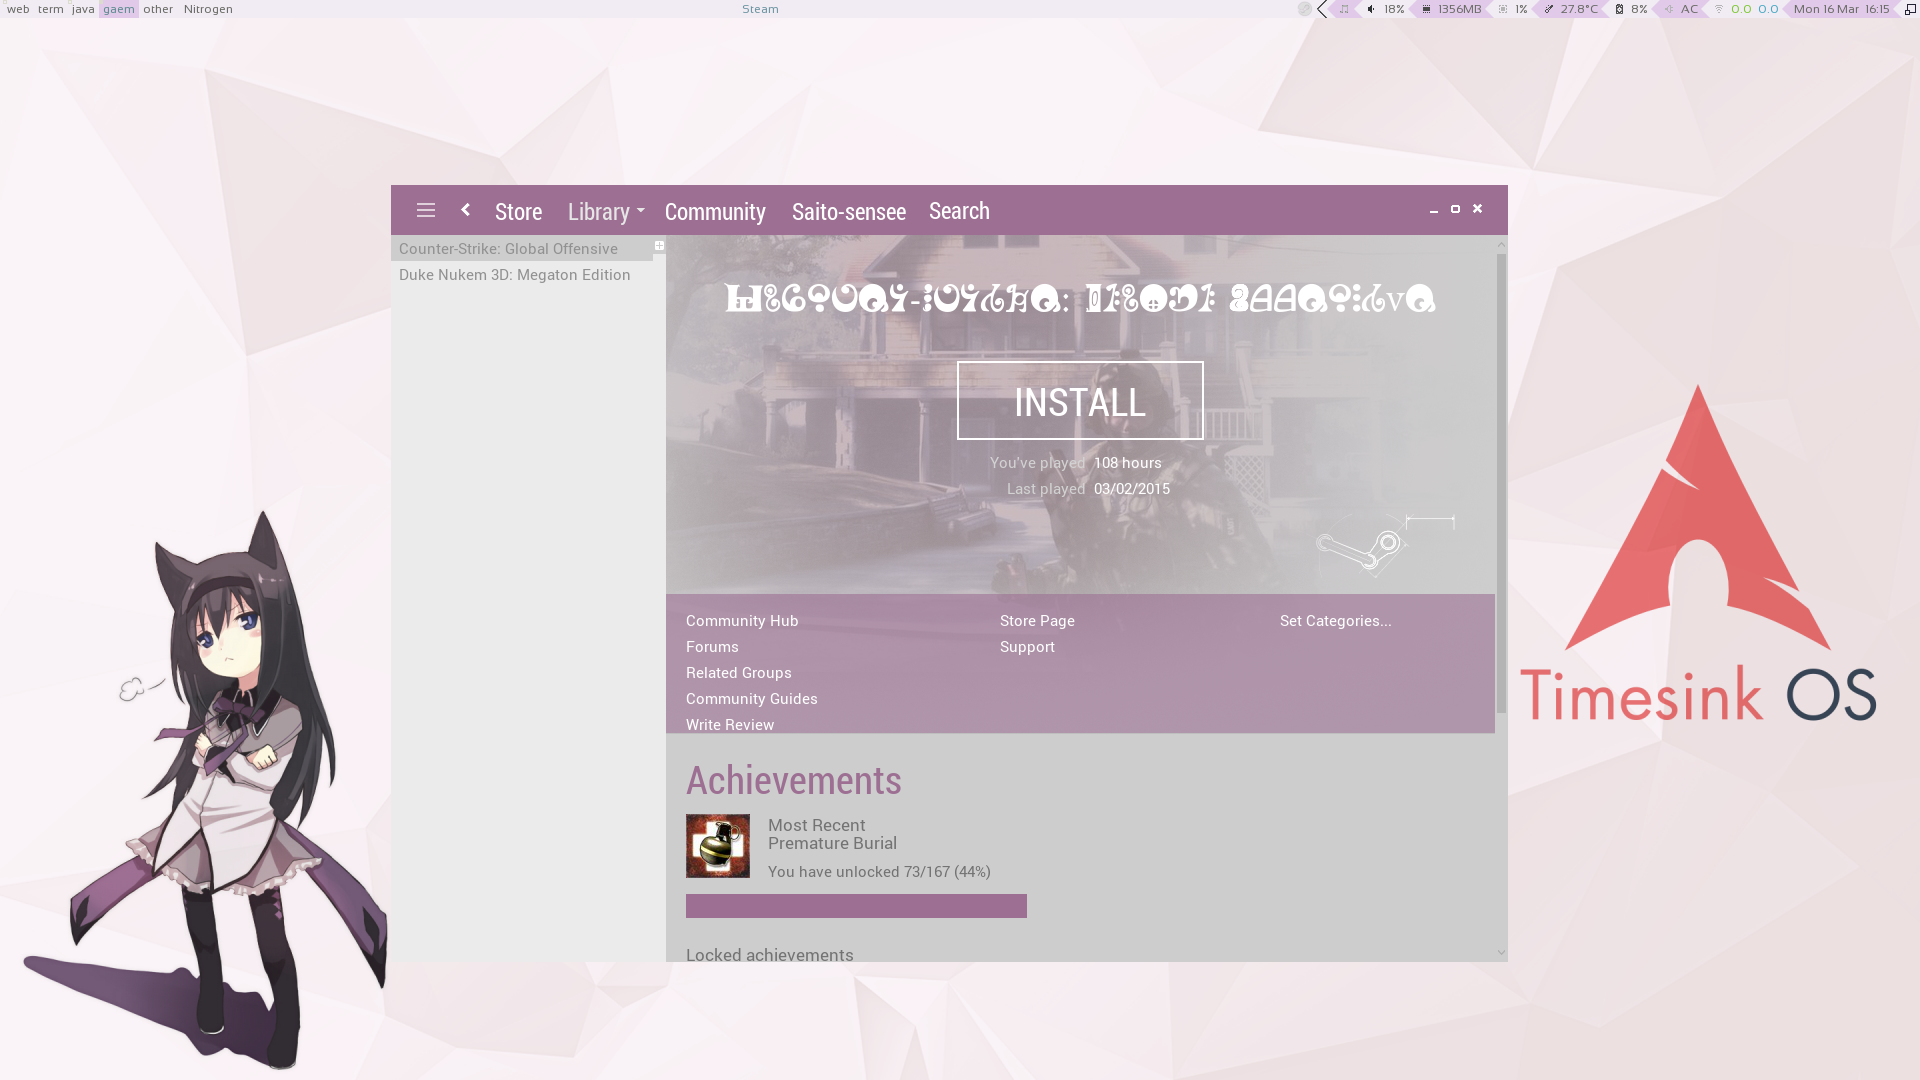 web term java gaem other Nitrogen
Steam
18% 1356MB 1% 27.8°C 8% AC 0.0 0.0 Mon 16 Mar 16:15
Store Library Community Saito-sensee Search
Counter-Strike: Global Offensive
Duke Nukem 3D: Megaton Edition
INSTALL
You've played 108 hours
Last played 03/02/2015
Community Hub Store Page Set Categories...
Forums Support
Related Groups
Community Guides
Write Review
Achievements
Most Recent
Premature Burial
You have unlocked 73/167 (44%)
Locked achievements
Timesink OS